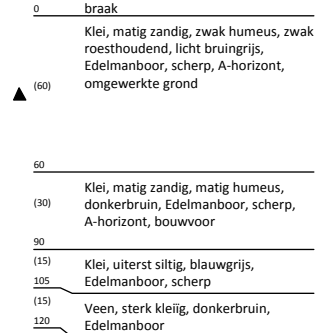 0 braak
Klei, matig zandig, zwak humeus, zwak
roesthoudend, licht bruingrijs,
Edelmanboor, scherp, A-horizont,
(60) omgewerkte grond
60
Klei, matig zandig, matig humeus,
(30) donkerbruin, Edelmanboor, scherp,
A-horizont, bouwvoor
90
(15) Klei, uiterst siltig, blauwgrijs,
105 Edelmanboor, scherp
(15) Veen, sterk kleiïg, donkerbruin,
120 Edelmanboor